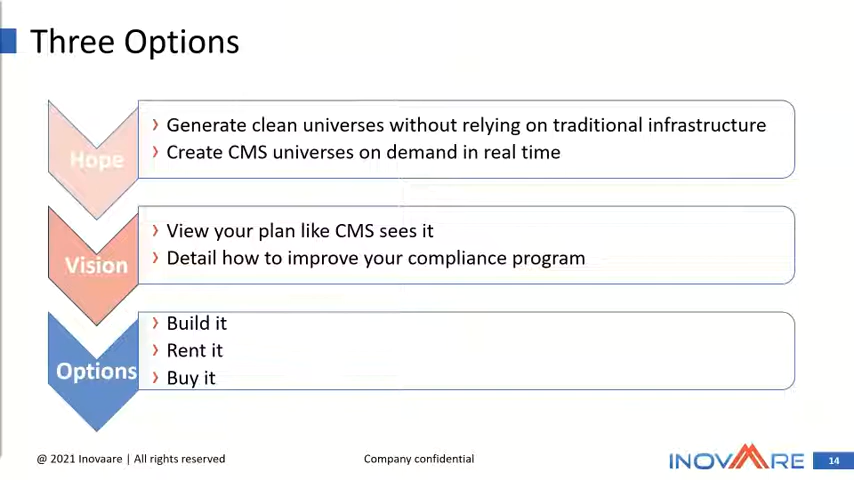 Three Options
Hope
› Generate clean universes without relying on traditional infrastructure
› Create CMS universes on demand in real time
Vision
› View your plan like CMS sees it
› Detail how to improve your compliance program
Options
› Build it
› Rent it
› Buy it
@ 2021 Inovaare | All rights reserved
Company confidential
INOVAARE
14